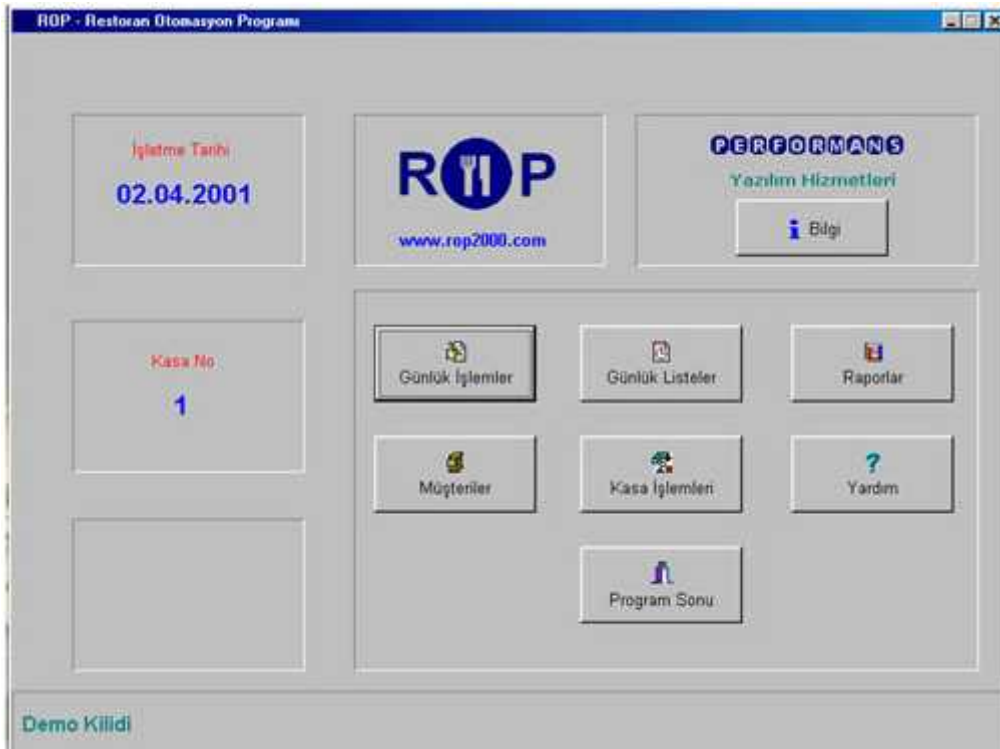 ROP - Restoran Otomasyon Programı
İşletme Tarihi
02.04.2001
ROP
www.rop2000.com
PERFORMANS
Yazılım Hizmetleri
Bilgi
Kasa No
1
Günlük İşlemler
Günlük Listeler
Raporlar
Müşteriler
Kasa İşlemleri
Yardım
Program Sonu
Demo Kilidi